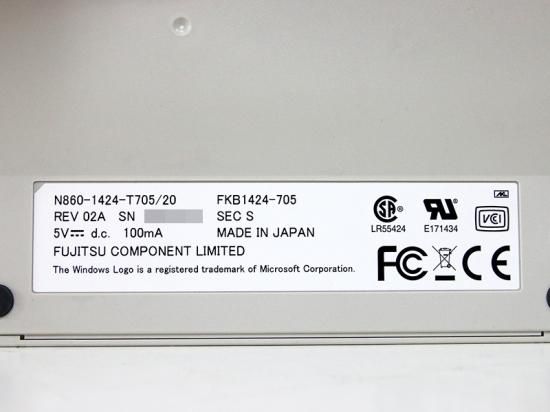 N860-1424-T705/20 FKB1424-705
REV 02A SN SEC S
5V d.c. 100mA MADE IN JAPAN
FUJITSU COMPONENT LIMITED
The Windows Logo is a registered trademark of Microsoft Corporation.
LR55424 E171434
VCI
FC CE